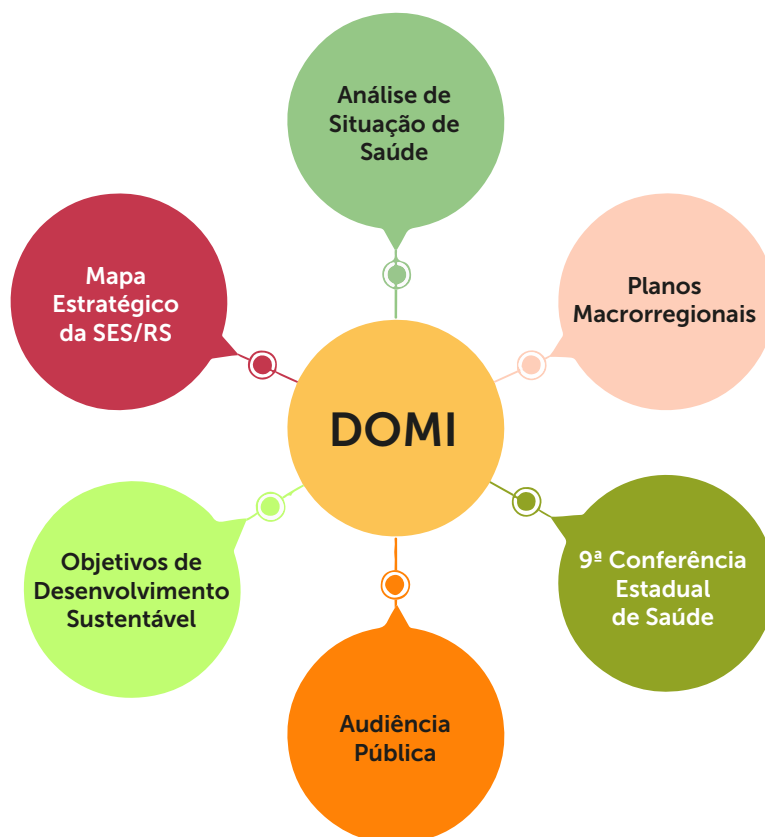 Análise de
Situação de
Saúde
Mapa
Estratégico
da SES/RS
Planos
Macrorregionais
DOMI
Objetivos de
Desenvolvimento
Sustentável
9ª Conferência
Estadual
de Saúde
Audiência
Pública